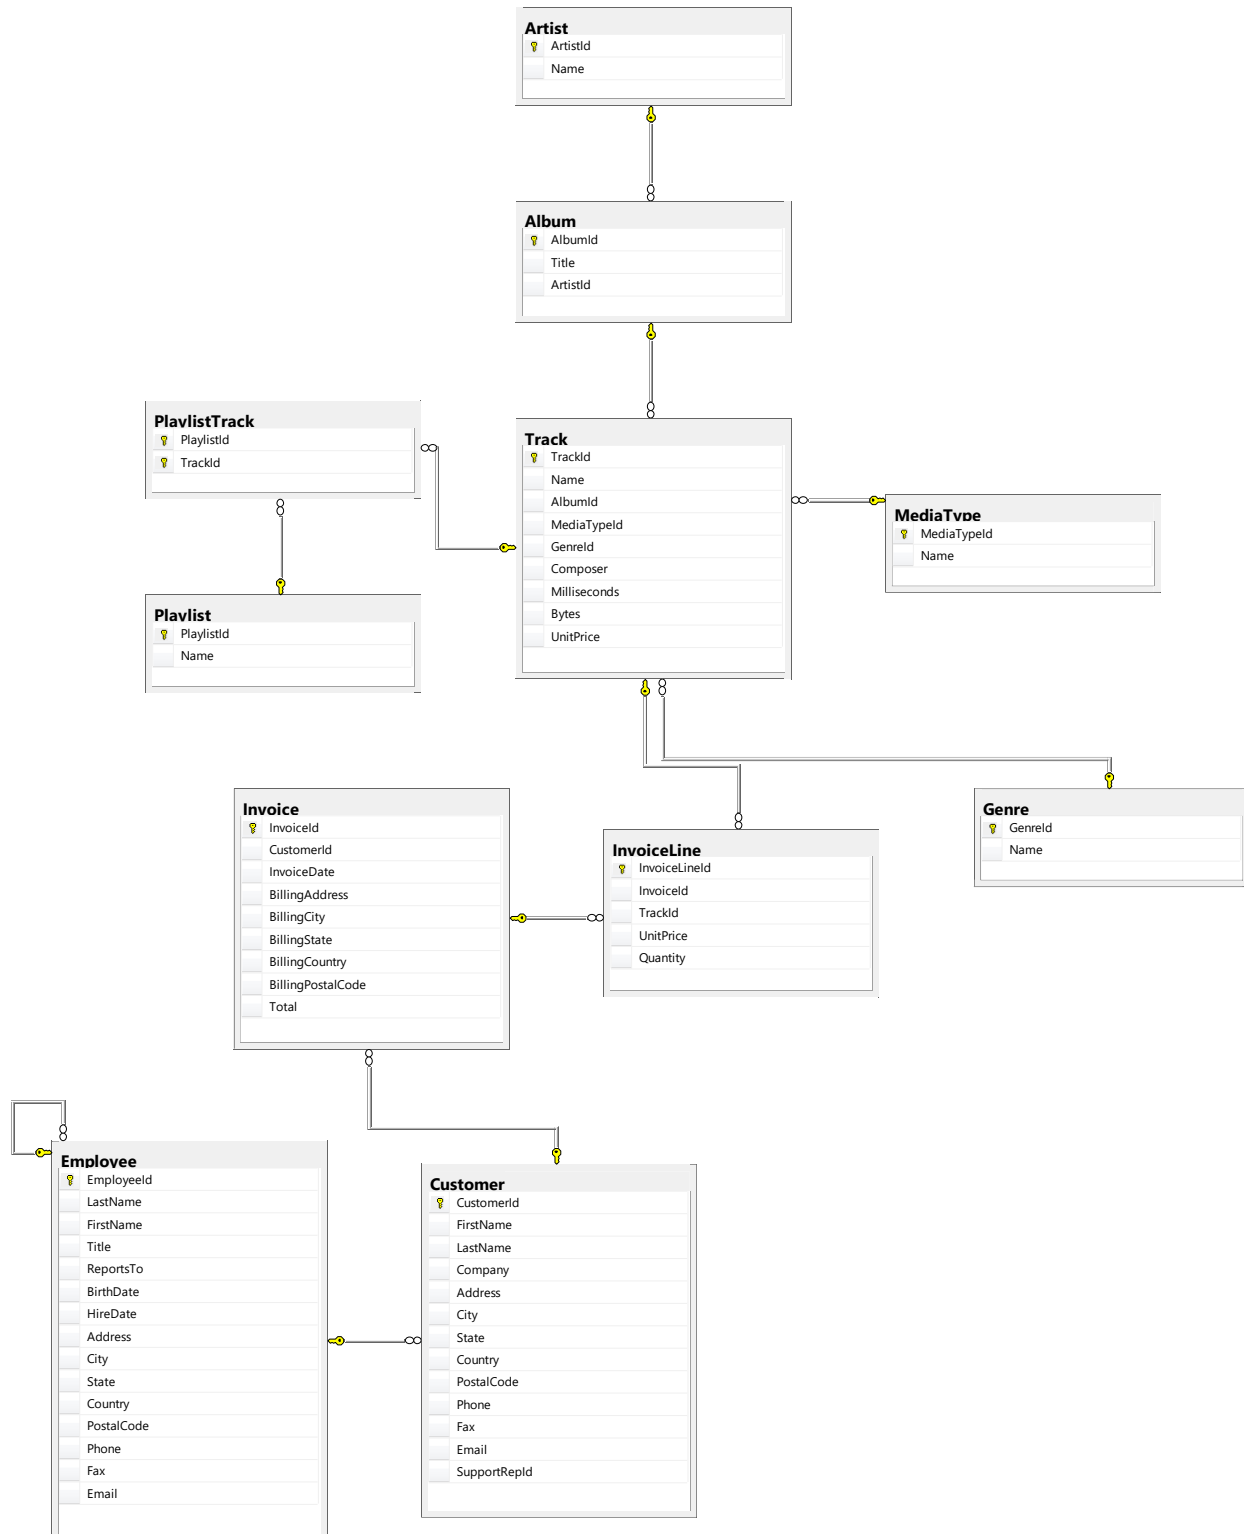 Artist
ArtistId
Name
Album
AlbumId
Title
ArtistId
PlaylistTrack
PlaylistId
TrackId
Track
TrackId
Name
AlbumId
MediaTypeId
GenreId
Composer
Milliseconds
Bytes
UnitPrice
MediaType
MediaTypeId
Name
Playlist
PlaylistId
Name
Invoice
InvoiceId
CustomerId
InvoiceDate
BillingAddress
BillingCity
BillingState
BillingCountry
BillingPostalCode
Total
InvoiceLine
InvoiceLineId
InvoiceId
TrackId
UnitPrice
Quantity
Genre
GenreId
Name
Employee
EmployeeId
LastName
FirstName
Title
ReportsTo
BirthDate
HireDate
Address
City
State
Country
PostalCode
Phone
Fax
Email
Customer
CustomerId
FirstName
LastName
Company
Address
City
State
Country
PostalCode
Phone
Fax
Email
SupportRepId